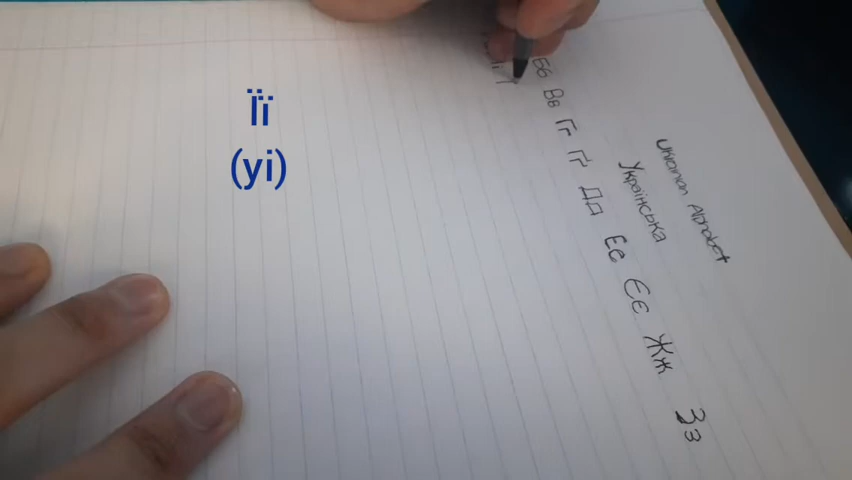 Її
(yi)
Ukrainian Alphabet
Українська
Бб Вв Гг Ґґ Дд Ее Єє Жж Зз